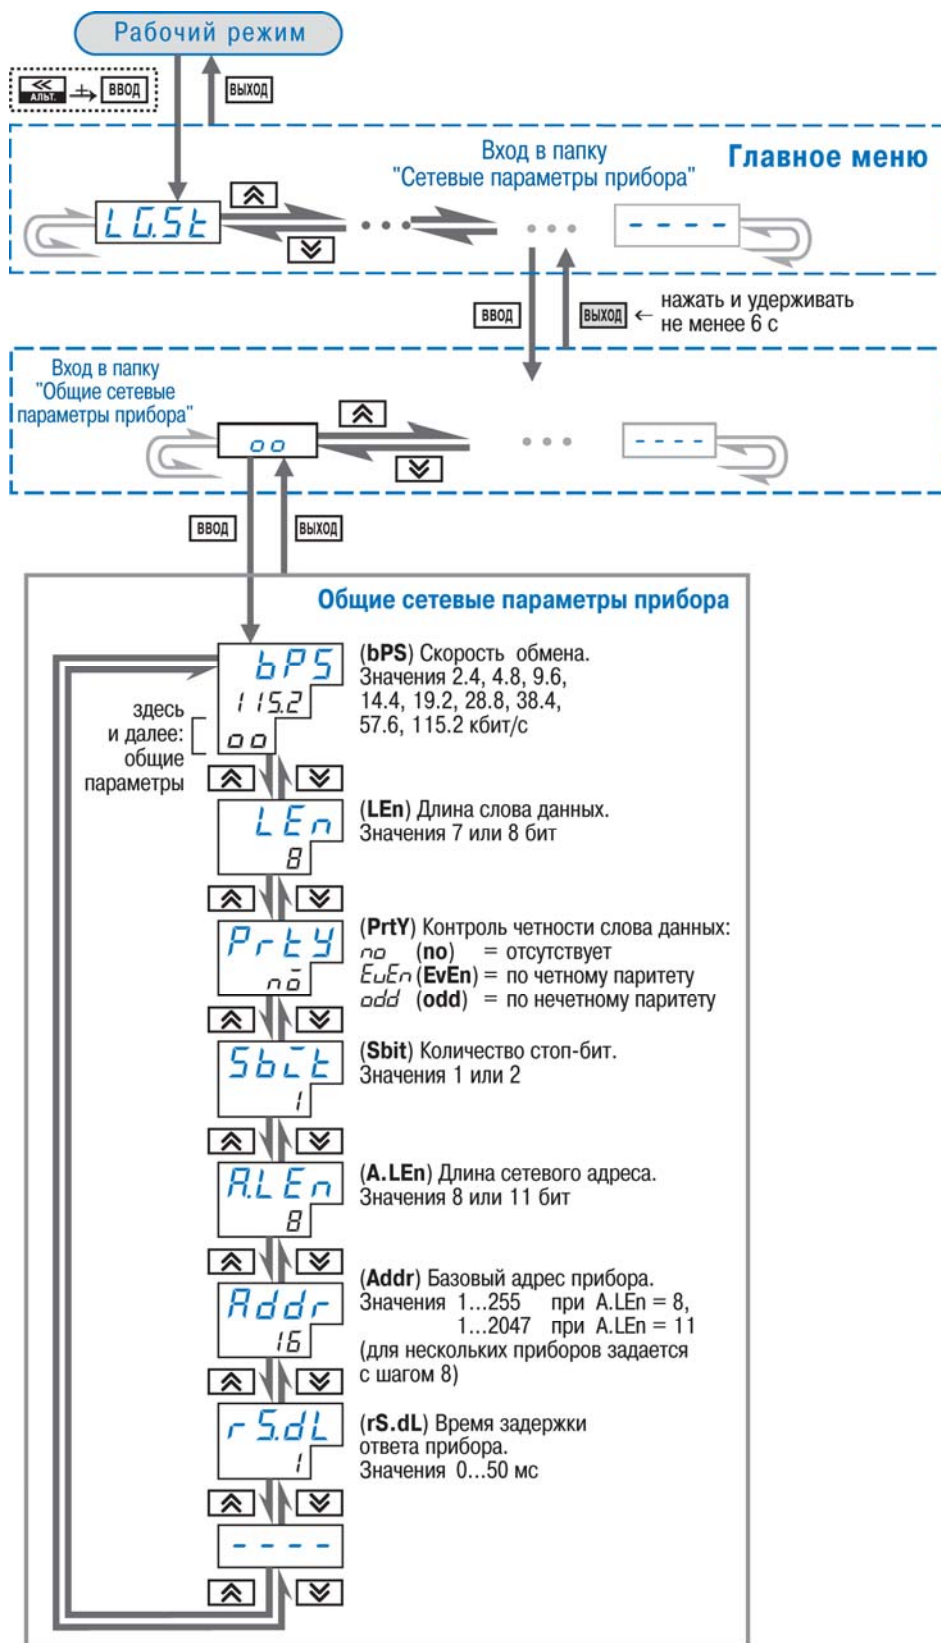 Рабочий режим
<<
АЛЬТ.
ВВОД
ВЫХОД
Главное меню
Вход в папку
"Сетевые параметры прибора"
LG.St
• • •
• • •
- - - -
ВВОД
ВЫХОД
← нажать и удерживать
не менее 6 с
Вход в папку
"Общие сетевые
параметры прибора"
oo
• • •
- - - -
ВВОД
ВЫХОД
Общие сетевые параметры прибора
bPS
115.2
oo
здесь
и далее:
общие
параметры
(bPS) Скорость обмена.
Значения 2.4, 4.8, 9.6,
14.4, 19.2, 28.8, 38.4,
57.6, 115.2 кбит/с
LEn
8
(LEn) Длина слова данных.
Значения 7 или 8 бит
PrtY
no
(PrtY) Контроль четности слова данных:
no (no) = отсутствует
EvEn (EvEn) = по четному паритету
odd (odd) = по нечетному паритету
Sbit
1
(Sbit) Количество стоп-бит.
Значения 1 или 2
A.LEn
8
(A.LEn) Длина сетевого адреса.
Значения 8 или 11 бит
Addr
16
(Addr) Базовый адрес прибора.
Значения 1...255 при A.LEn = 8,
1...2047 при A.LEn = 11
(для нескольких приборов задается
с шагом 8)
rS.dL
1
(rS.dL) Время задержки
ответа прибора.
Значения 0...50 мс
- - - -